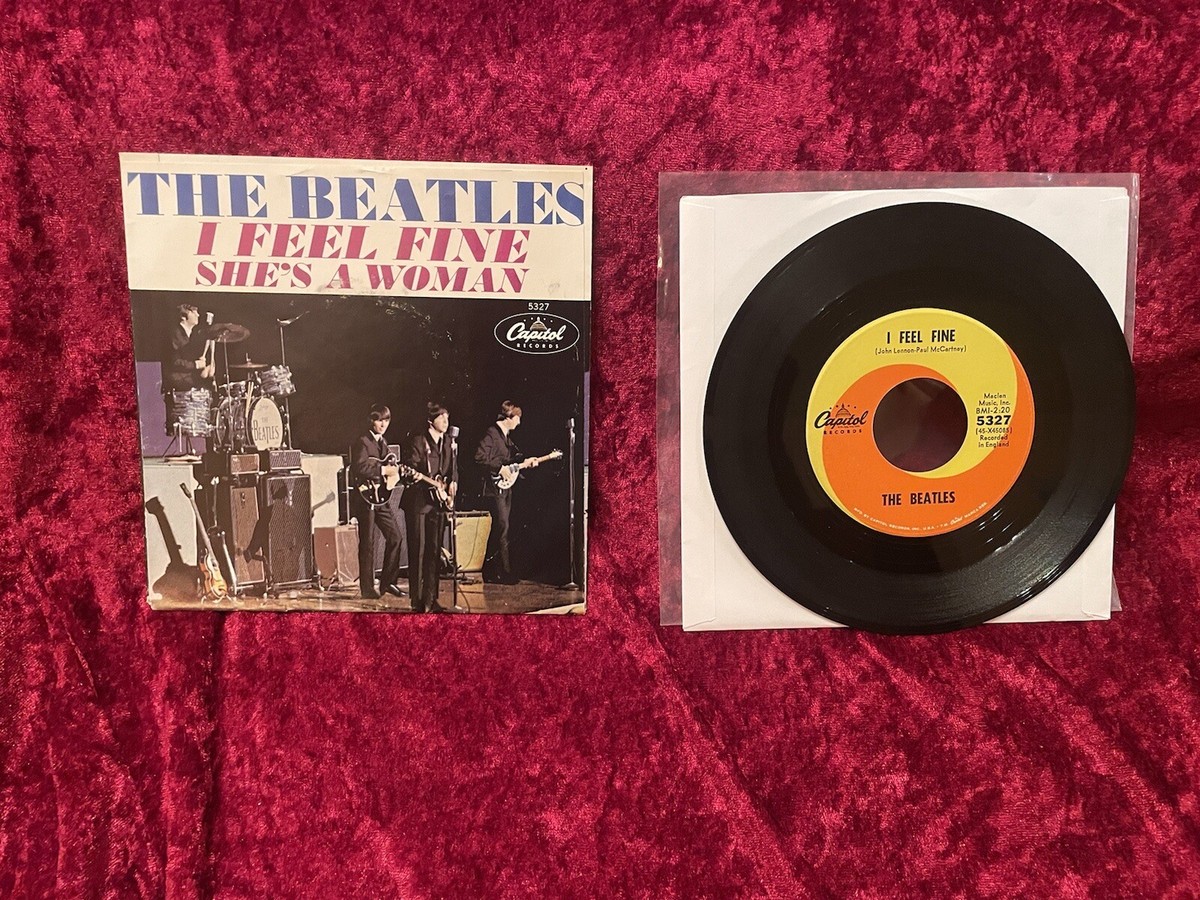 THE BEATLES
I FEEL FINE
SHE'S A WOMAN
5327
Capitol
RECORDS
THE
BEATLES
I FEEL FINE
(John Lennon-Paul McCartney)
Capitol
RECORDS
Maclen
Music, Inc.
BMI-2:20
5327
(45-X45085)
Recorded
in England
THE BEATLES